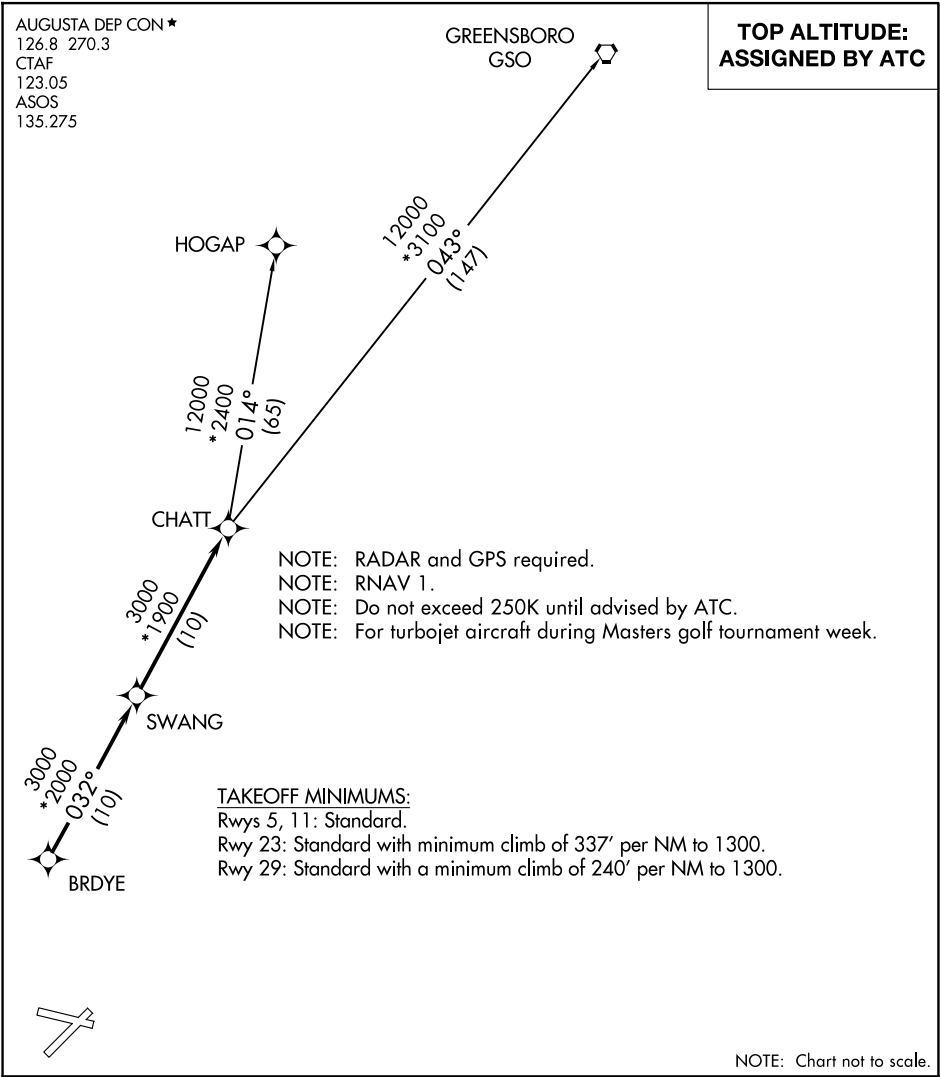 AUGUSTA DEP CON ★
126.8 270.3
CTAF
123.05
ASOS
135.275
GREENSBORO
GSO
TOP ALTITUDE:
ASSIGNED BY ATC
HOGAP
12000
*3100
043°
(147)
12000
*2400
014°
(65)
CHATT
NOTE: RADAR and GPS required.
NOTE: RNAV 1.
NOTE: Do not exceed 250K until advised by ATC.
NOTE: For turbojet aircraft during Masters golf tournament week.
3000
*1900
(10)
SWANG
3000
*2000
032°
(10)
BRDYE
TAKEOFF MINIMUMS:
Rwys 5, 11: Standard.
Rwy 23: Standard with minimum climb of 337' per NM to 1300.
Rwy 29: Standard with a minimum climb of 240' per NM to 1300.
NOTE: Chart not to scale.